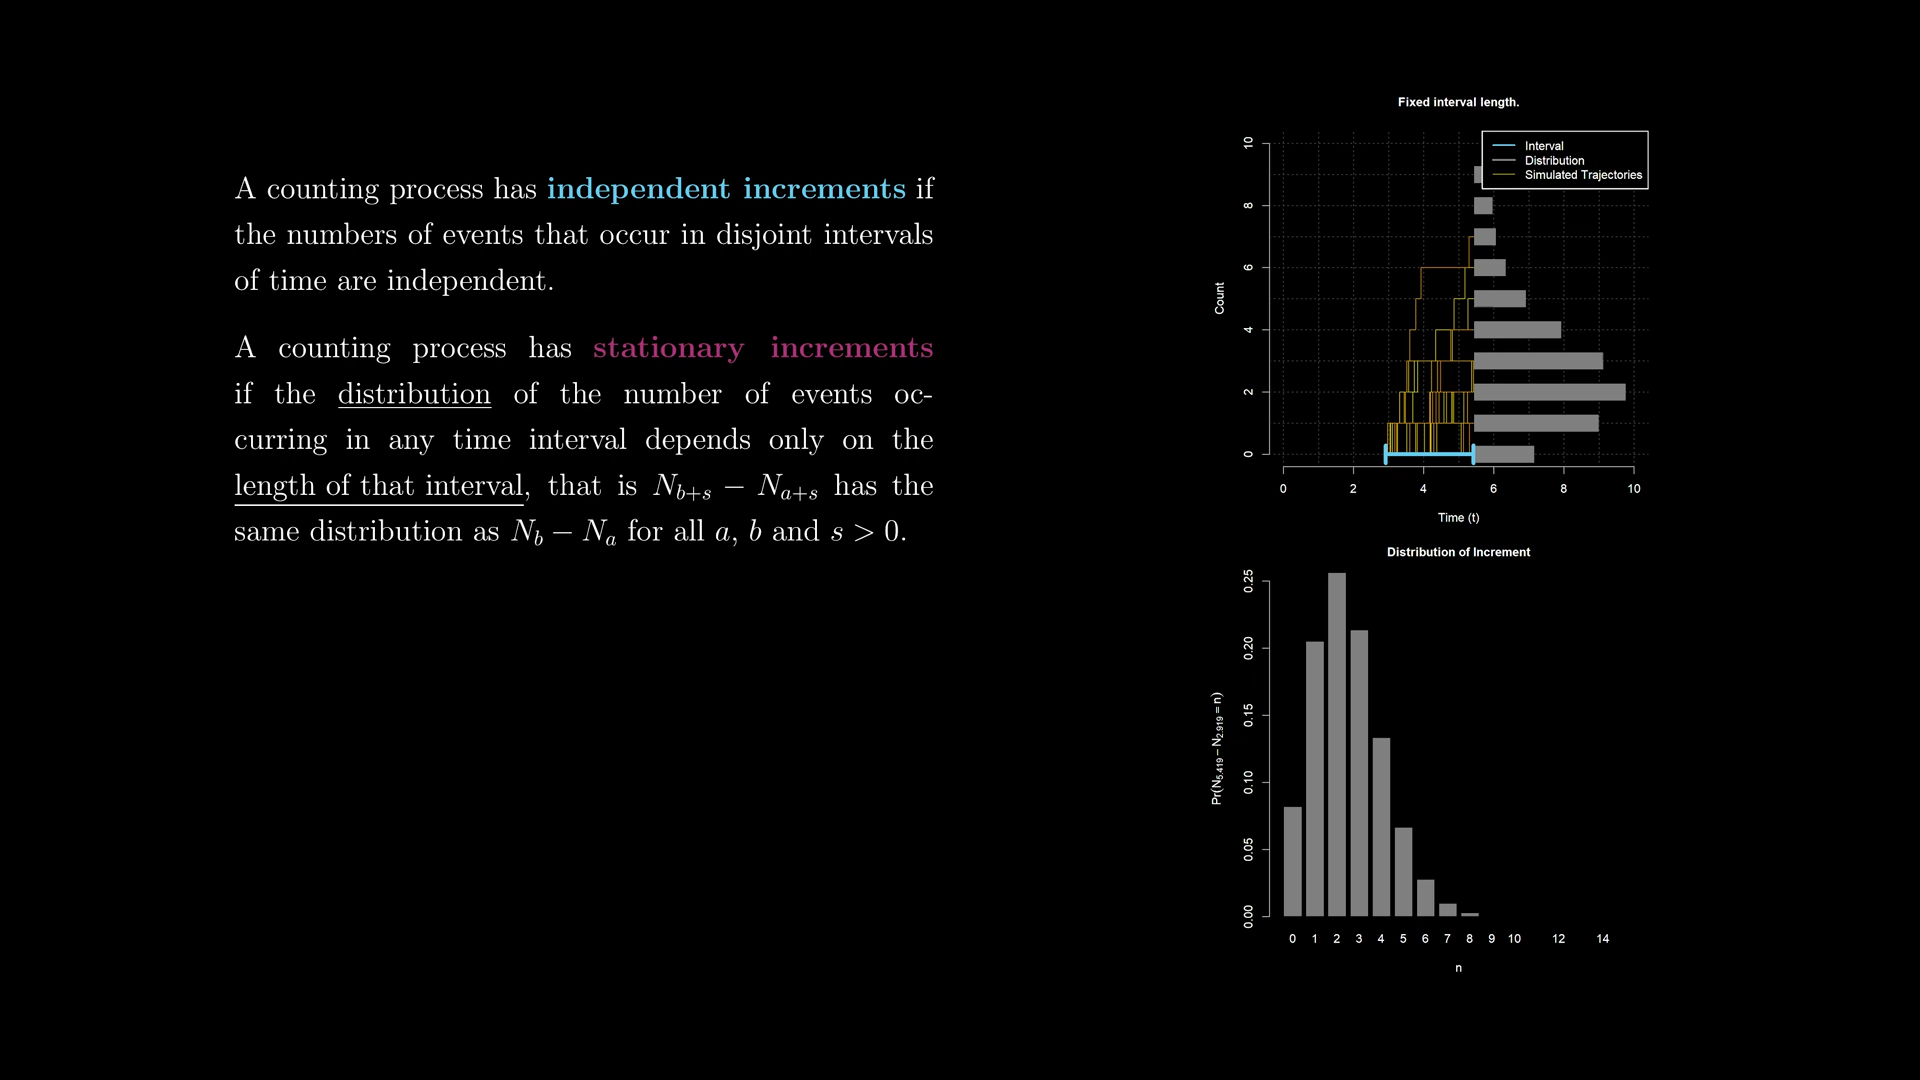 A counting process has independent increments if
the numbers of events that occur in disjoint intervals
of time are independent.
A counting process has stationary increments
if the distribution of the number of events oc-
curring in any time interval depends only on the
length of that interval, that is N_{b+s} − N_{a+s} has the
same distribution as N_b − N_a for all a, b and s > 0.
Fixed interval length.
Interval
Distribution
Simulated Trajectories
Count
10
8
6
4
2
0
0 2 4 6 8 10
Time (t)
Distribution of Increment
Pr(N_{5.419} − N_{2.919} = n)
0.25
0.20
0.15
0.10
0.05
0.00
0 1 2 3 4 5 6 7 8 9 10 12 14
n